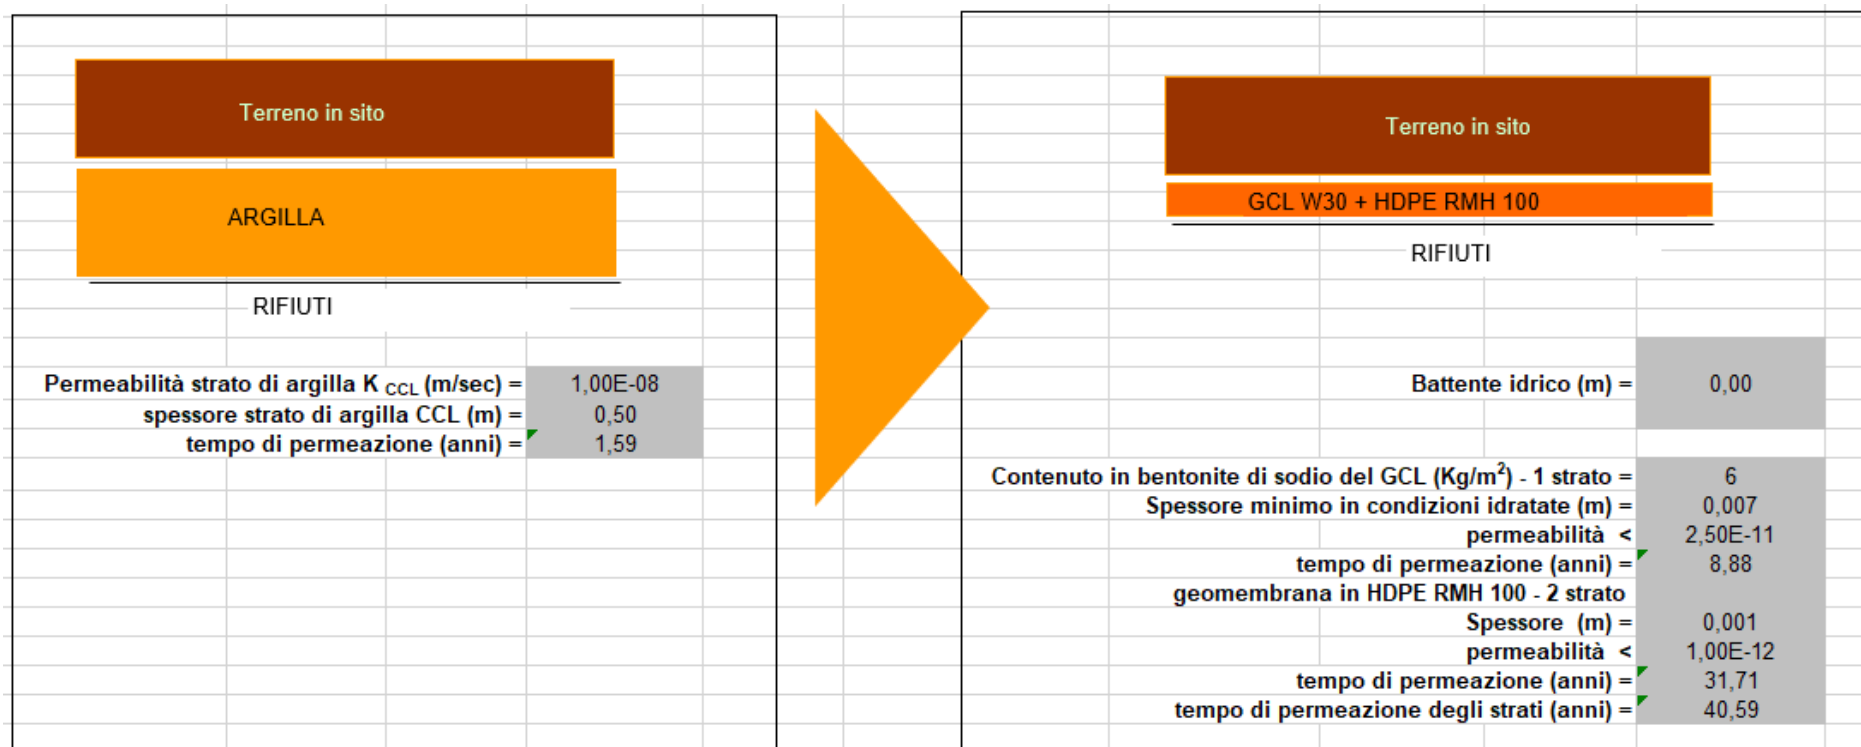 Terreno in sito
ARGILLA
RIFIUTI
Permeabilità strato di argilla K CCL (m/sec) = 1,00E-08
spessore strato di argilla CCL (m) = 0,50
tempo di permeazione (anni) = 1,59
Terreno in sito
GCL W30 + HDPE RMH 100
RIFIUTI
Battente idrico (m) = 0,00
Contenuto in bentonite di sodio del GCL (Kg/m²) - 1 strato = 6
Spessore minimo in condizioni idratate (m) = 0,007
permeabilità < 2,50E-11
tempo di permeazione (anni) = 8,88
geomembrana in HDPE RMH 100 - 2 strato
Spessore (m) = 0,001
permeabilità < 1,00E-12
tempo di permeazione (anni) = 31,71
tempo di permeazione degli strati (anni) = 40,59